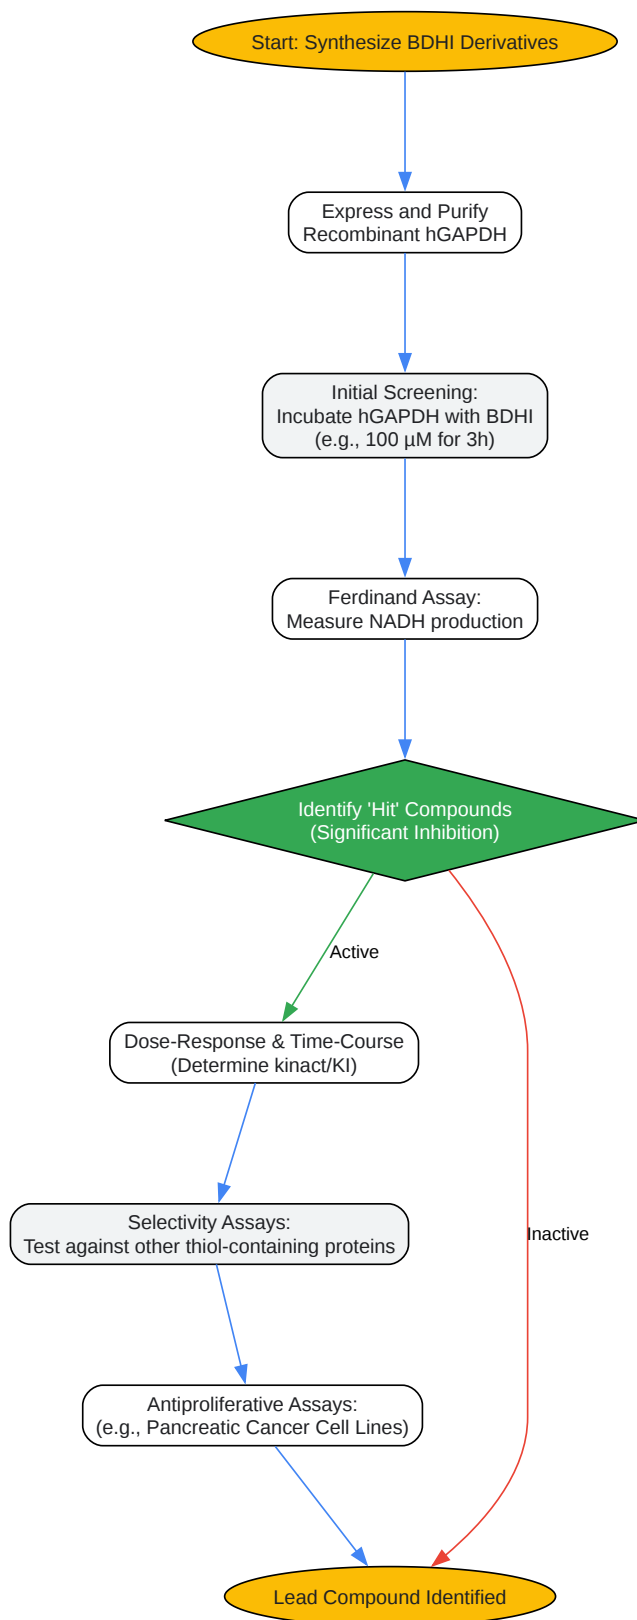 Start: Synthesize BDHI Derivatives
Express and Purify
Recombinant hGAPDH
Initial Screening:
Incubate hGAPDH with BDHI
(e.g., 100 µM for 3h)
Ferdinand Assay:
Measure NADH production
Identify 'Hit' Compounds
(Significant Inhibition)
Active
Dose-Response & Time-Course
(Determine kinact/KI)
Selectivity Assays:
Test against other thiol-containing proteins
Inactive
Antiproliferative Assays:
(e.g., Pancreatic Cancer Cell Lines)
Lead Compound Identified